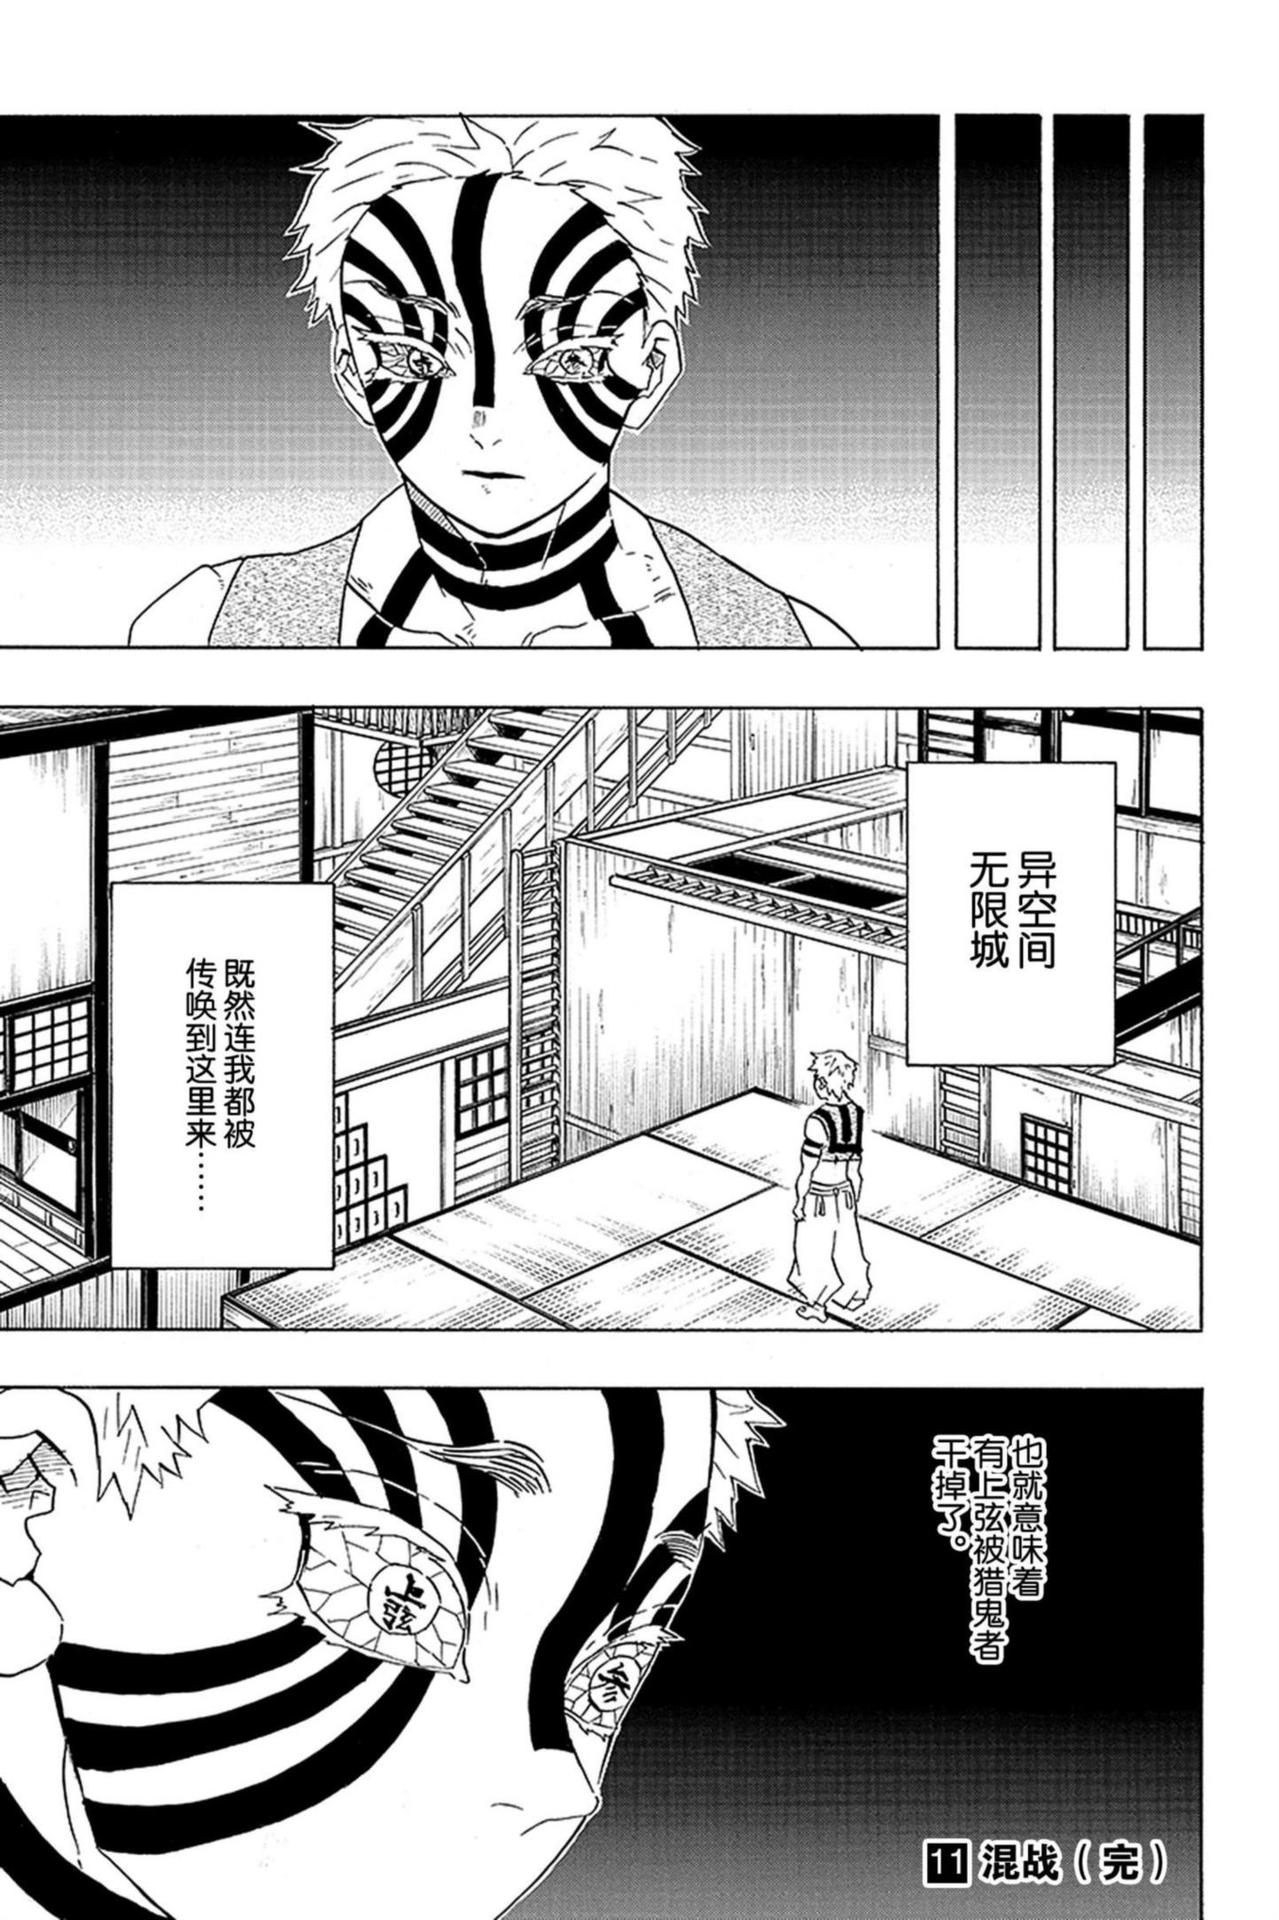 异空间
无限城
既然连我都被
传唤到这里来……
上弦
参
也就意味着
有上弦被猎鬼者
干掉了。
11 混战（完）